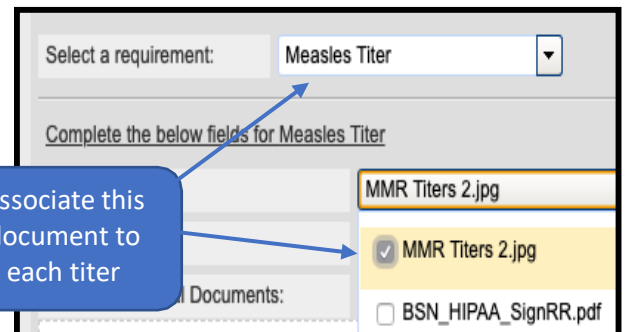 Select a requirement: Measles Titer
Complete the below fields for Measles Titer
MMR Titers 2.jpg
ssociate this
document to
each titer
MMR Titers 2.jpg
Documents:
BSN_HIPAA_SignRR.pdf